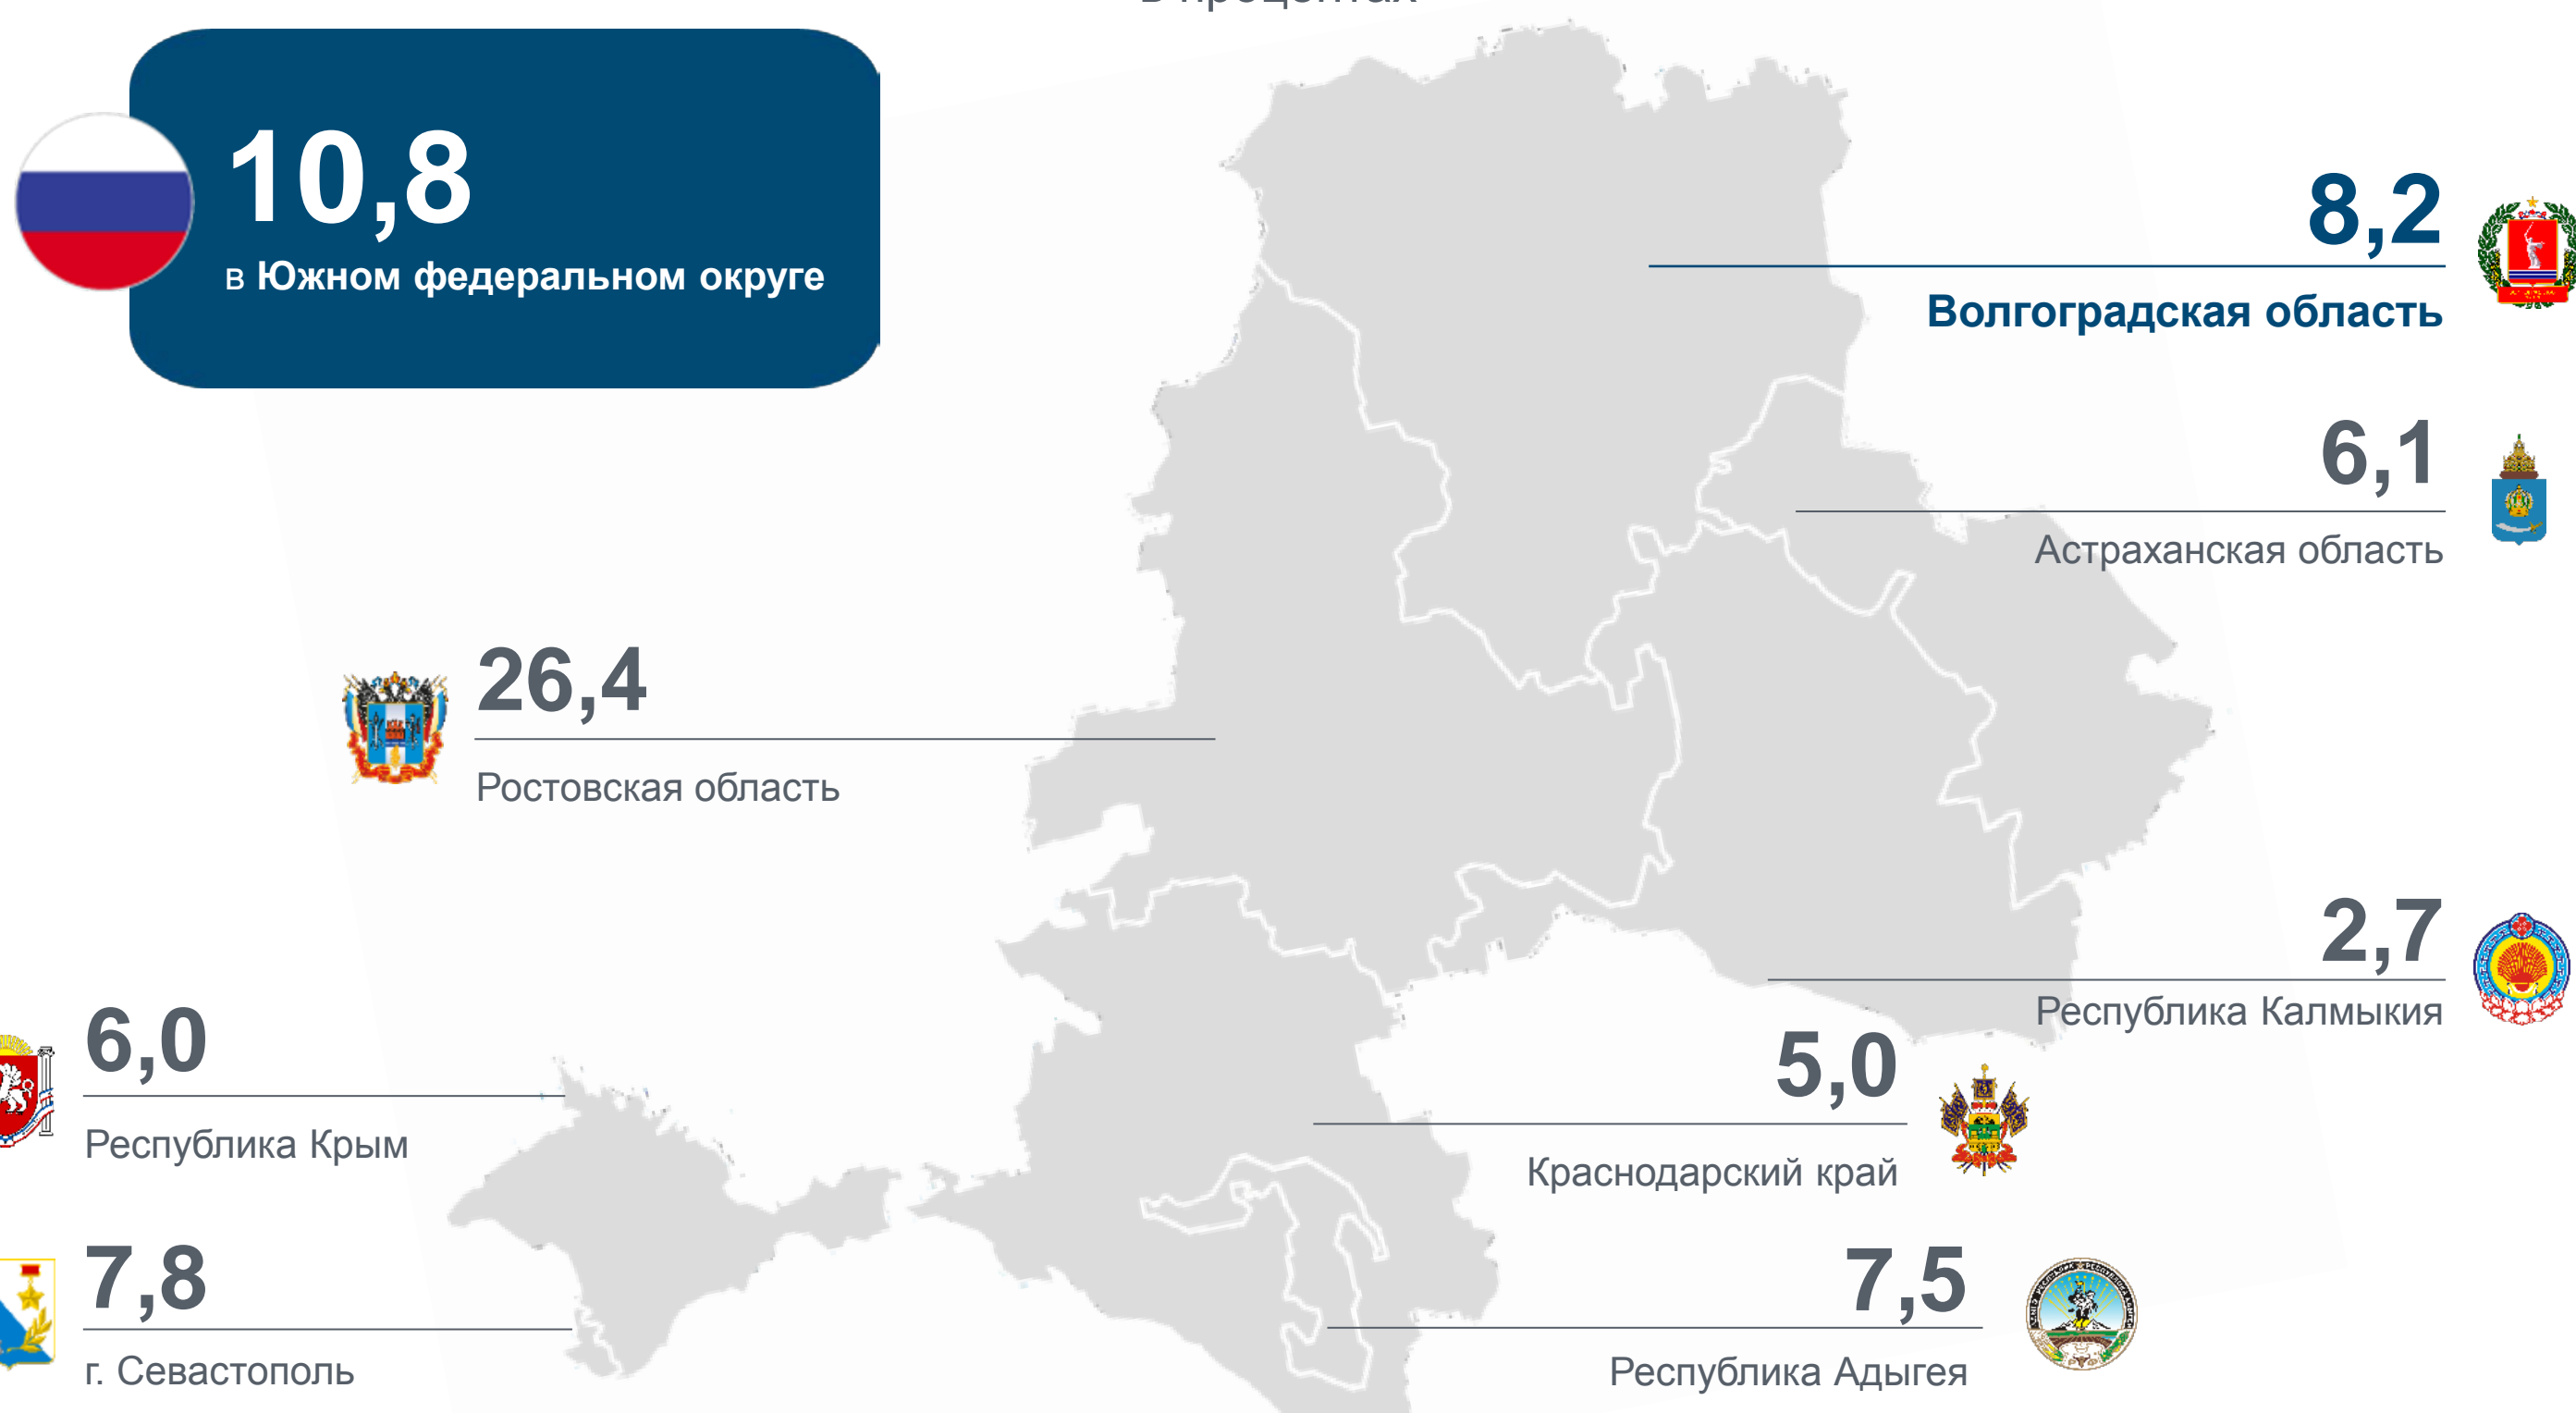 в процентах
10,8
в Южном федеральном округе
8,2
Волгоградская область
6,1
Астраханская область
26,4
Ростовская область
2,7
Республика Калмыкия
6,0
Республика Крым
5,0
Краснодарский край
7,8
г. Севастополь
7,5
Республика Адыгея